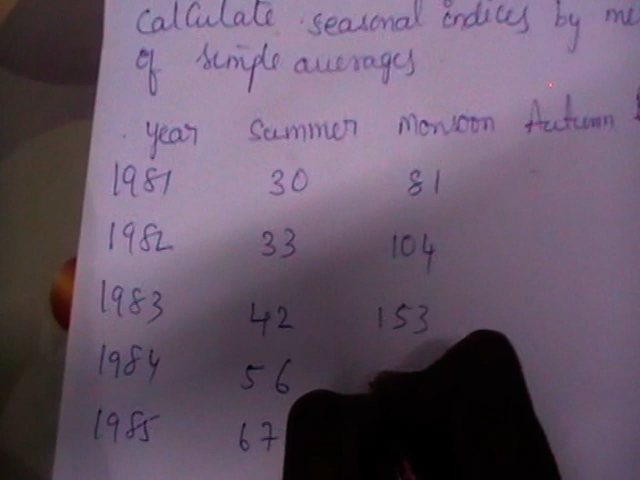 Calculate seasonal indices by me
of simple averages
year Summer Monsoon Autumn
1981 30 81
1982 33 104
1983 42 153
1984 56
1985 67